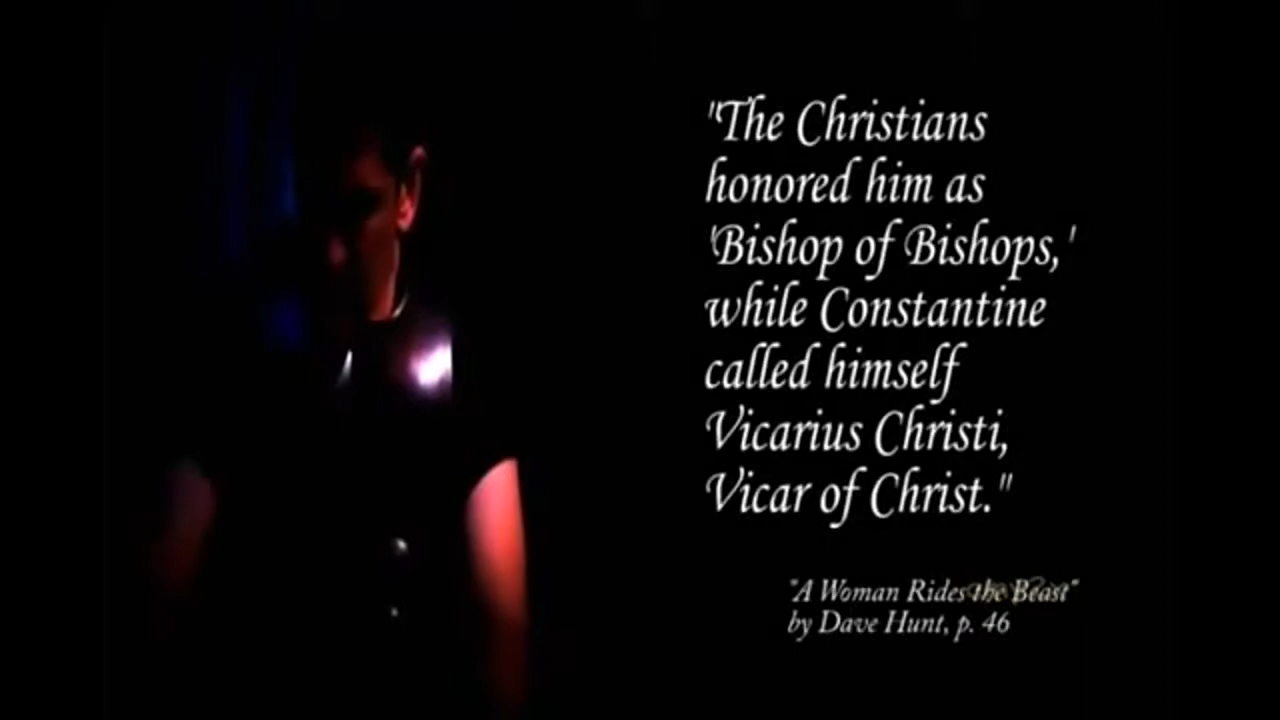 "The Christians
honored him as
'Bishop of Bishops,'
while Constantine
called himself
Vicarius Christi,
Vicar of Christ."
"A Woman Rides the Beast"
by Dave Hunt, p. 46